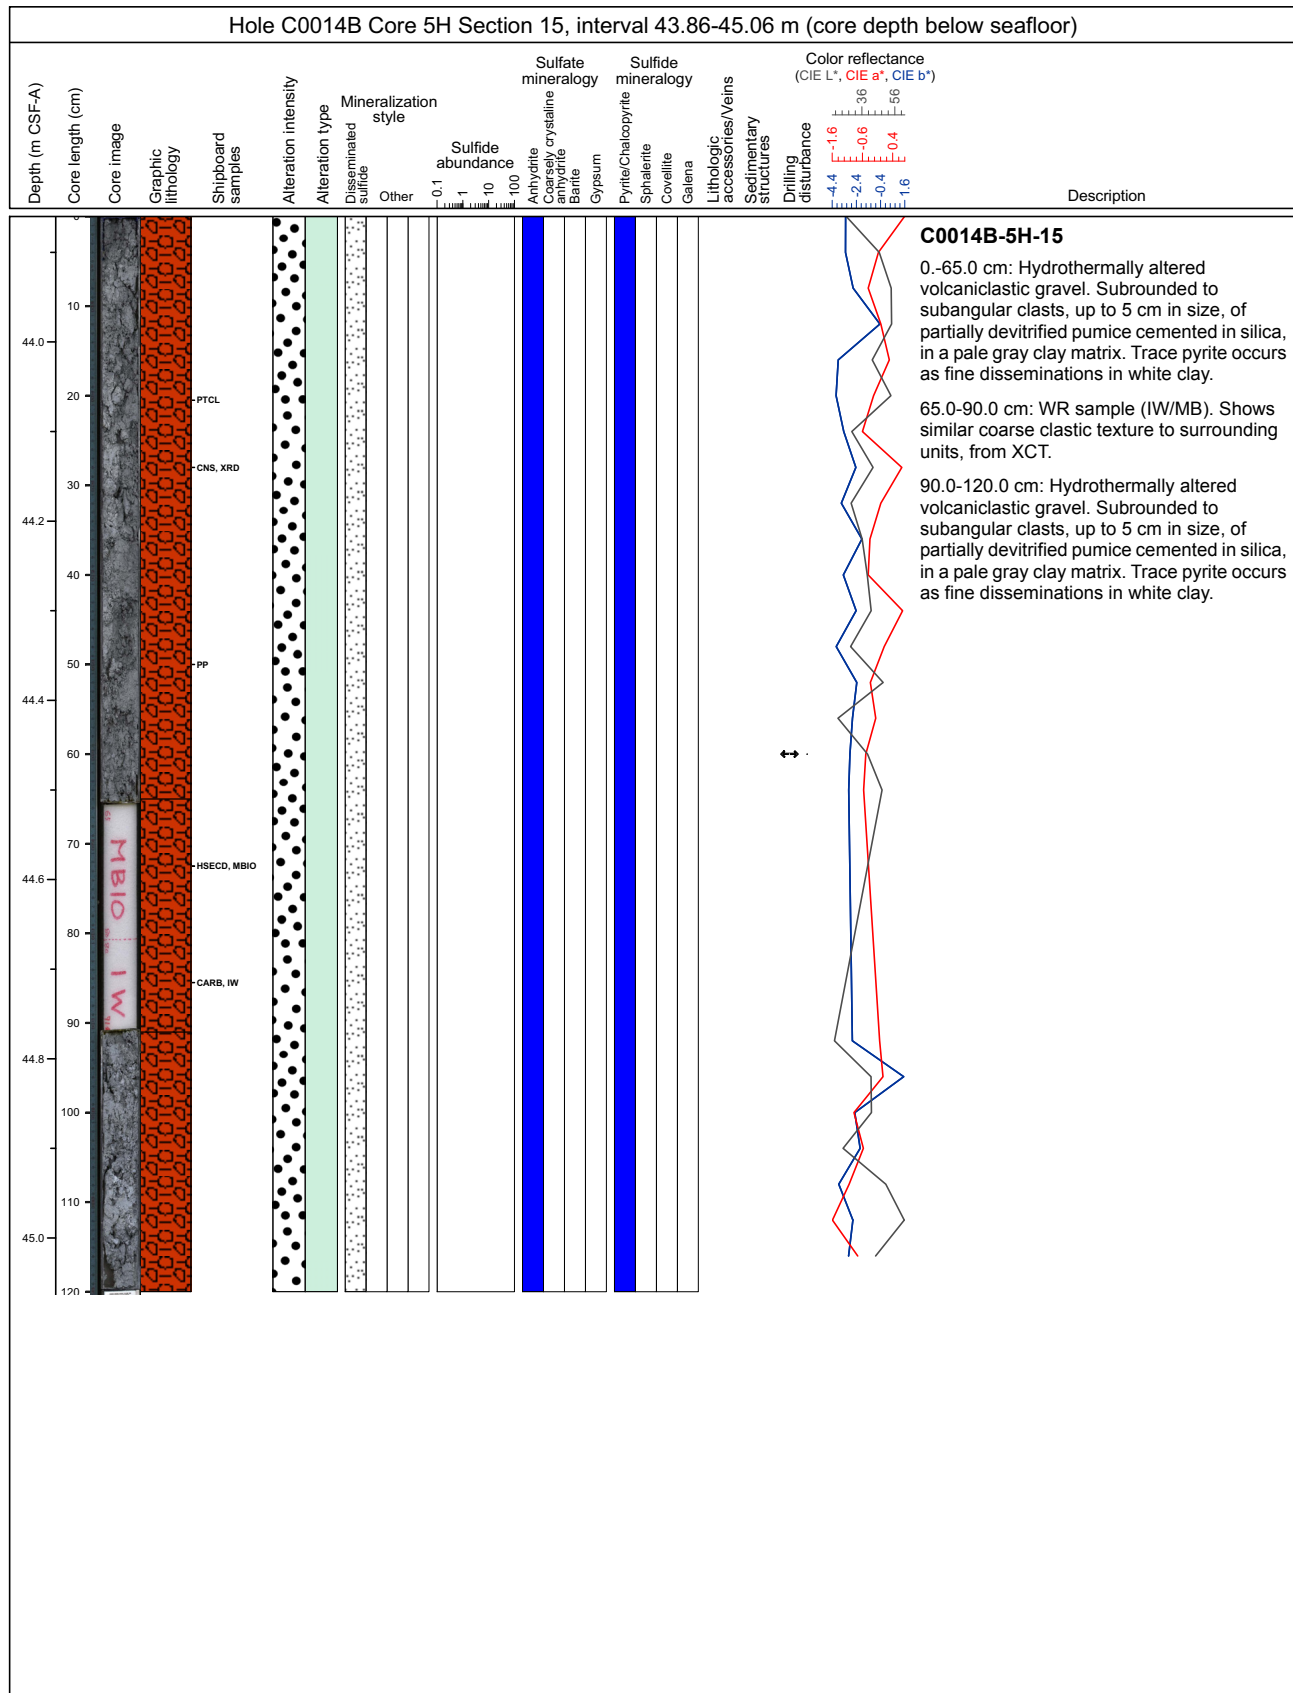 Hole C0014B Core 5H Section 15, interval 43.86-45.06 m (core depth below seafloor)
Depth (m CSF-A)
Core length (cm)
Core image
Graphic
lithology
Shipboard
samples
Alteration intensity
Alteration type
Mineralization
style
Disseminated
sulfide
Other
Sulfide
abundance
0.1
1
10
100
Sulfate
mineralogy
Anhydrite
Coarsely crystaline
anhydrite
Barite
Gypsum
Sulfide
mineralogy
Pyrite/Chalcopyrite
Sphalerite
Covellite
Galena
Lithologic
accessories/Veins
Sedimentary
structures
Drilling
disturbance
Color reflectance
(CIE L*, CIE a*, CIE b*)
36 56
-1.6 -0.6 0.4
-4.4 -2.4 -0.4 1.6
Description
0
10
44.0
20
PTCL
CNS, XRD
30
44.2
40
50
PP
44.4
60
70
HSECD, MBIO
44.6
80
CARB, IW
90
44.8
100
110
45.0
120
MBIO
IW
C0014B-5H-15
0.-65.0 cm: Hydrothermally altered
volcaniclastic gravel. Subrounded to
subangular clasts, up to 5 cm in size, of
partially devitrified pumice cemented in silica,
in a pale gray clay matrix. Trace pyrite occurs
as fine disseminations in white clay.
65.0-90.0 cm: WR sample (IW/MB). Shows
similar coarse clastic texture to surrounding
units, from XCT.
90.0-120.0 cm: Hydrothermally altered
volcaniclastic gravel. Subrounded to
subangular clasts, up to 5 cm in size, of
partially devitrified pumice cemented in silica,
in a pale gray clay matrix. Trace pyrite occurs
as fine disseminations in white clay.